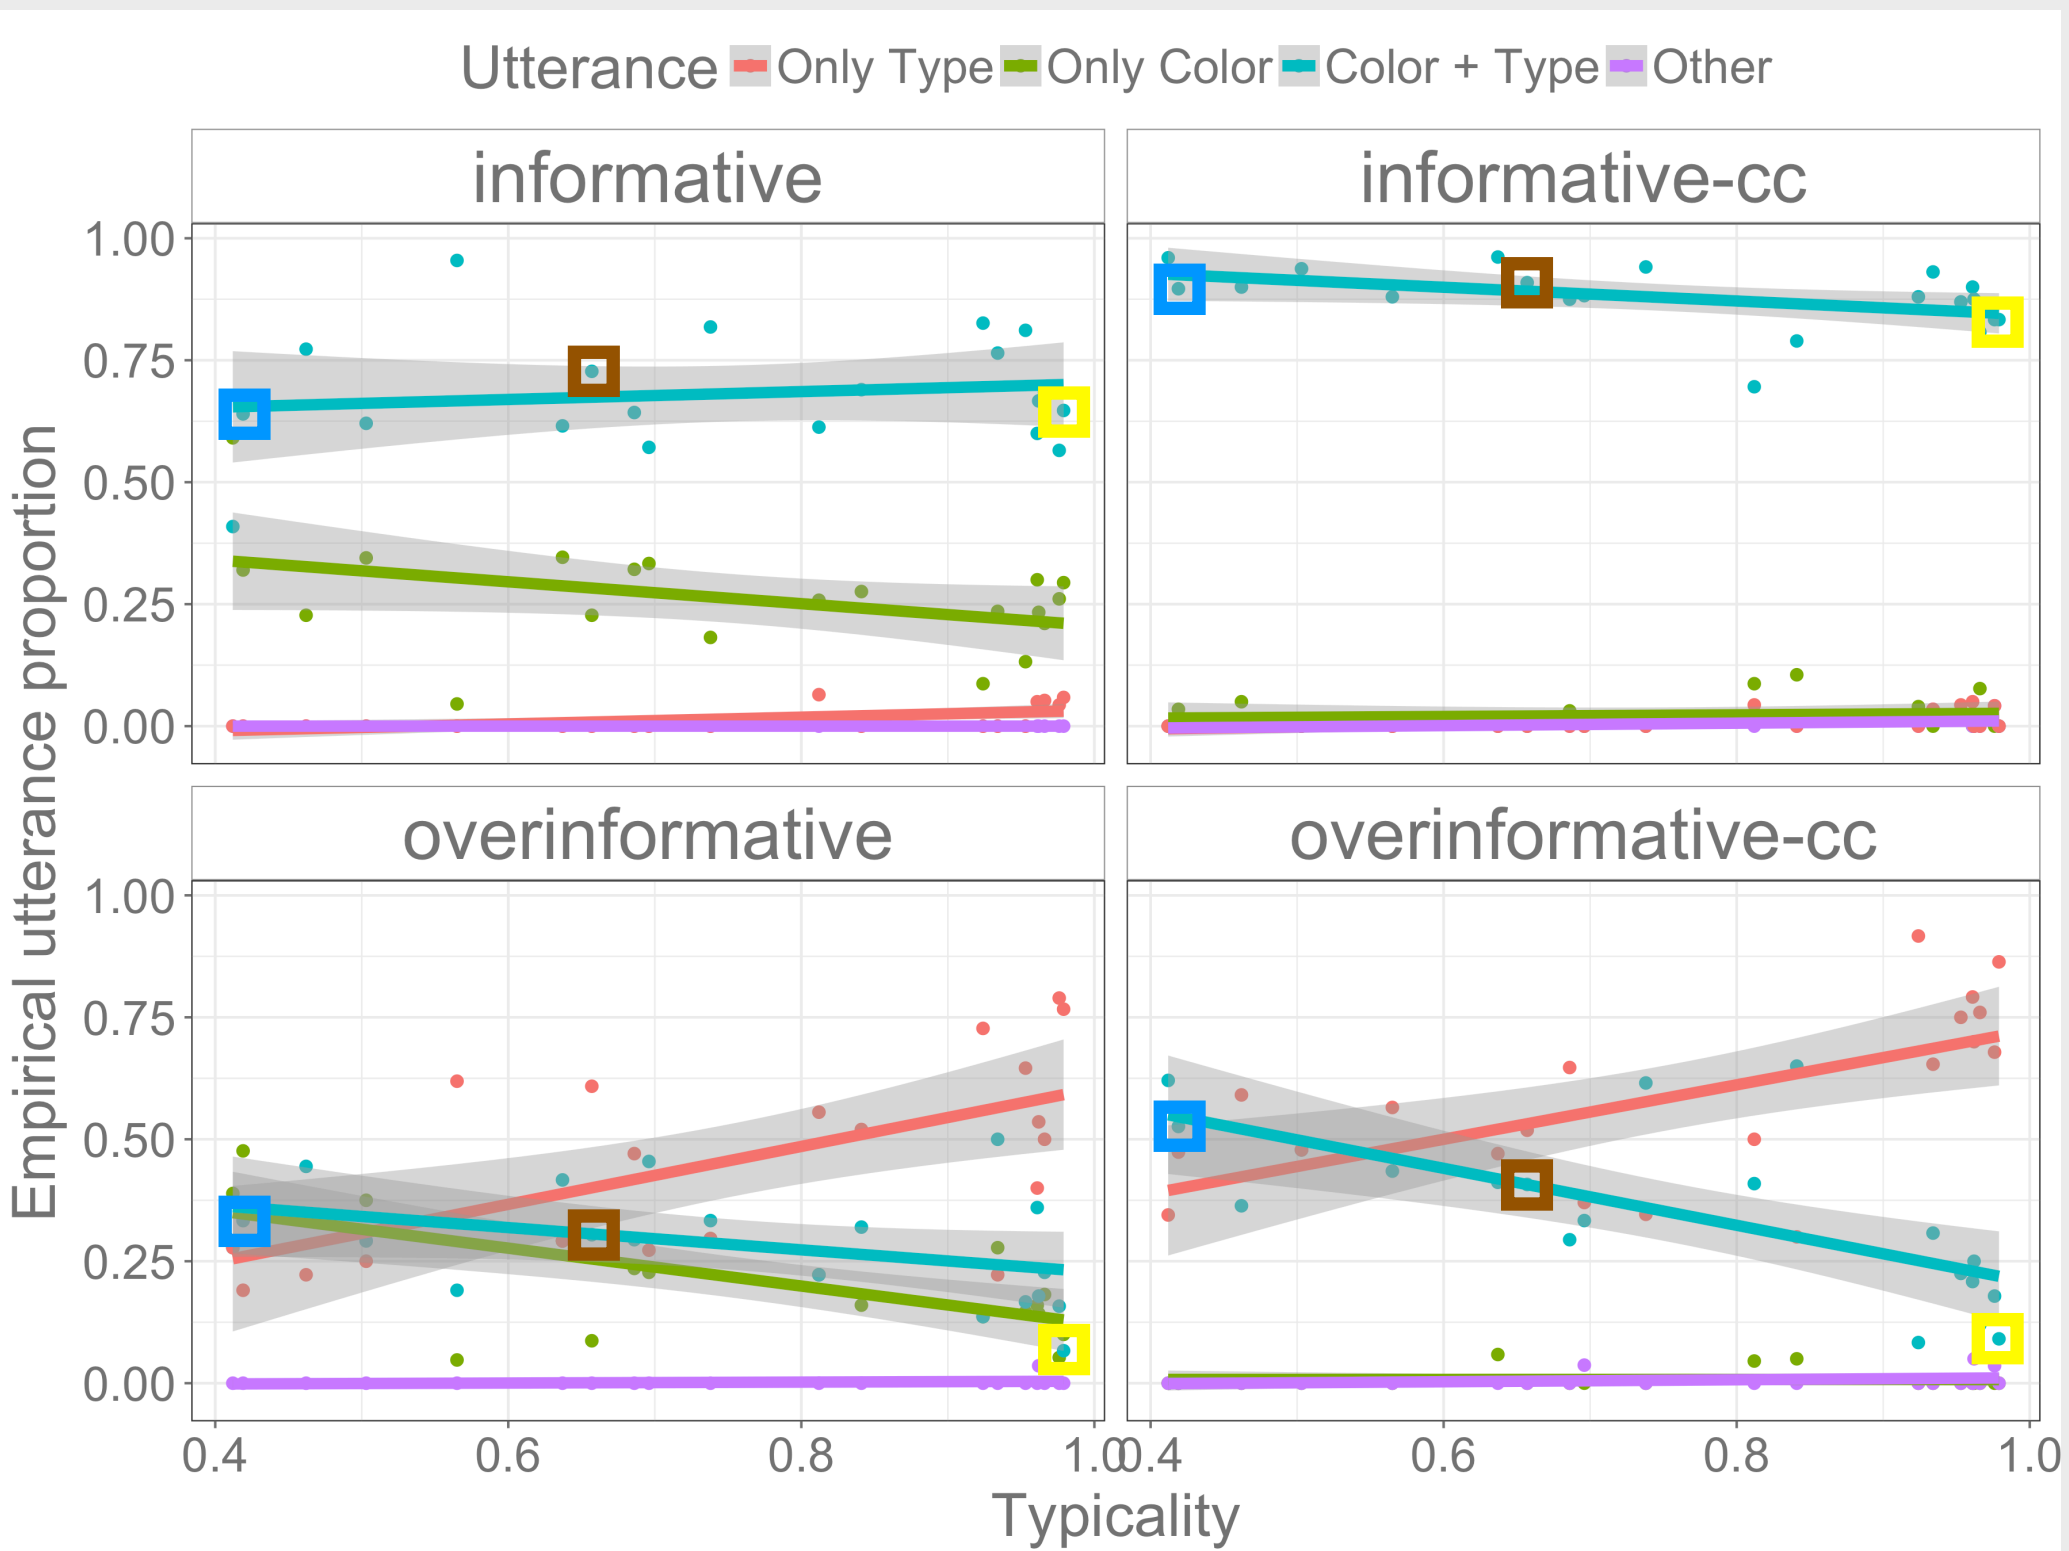 Utterance Only Type Only Color Color + Type Other
informative informative-cc
1.00
0.75
0.50
0.25
0.00
overinformative overinformative-cc
1.00
0.75
0.50
0.25
0.00
0.4 0.6 0.8 1.0 0.4 0.6 0.8 1.0
Typicality
Empirical utterance proportion